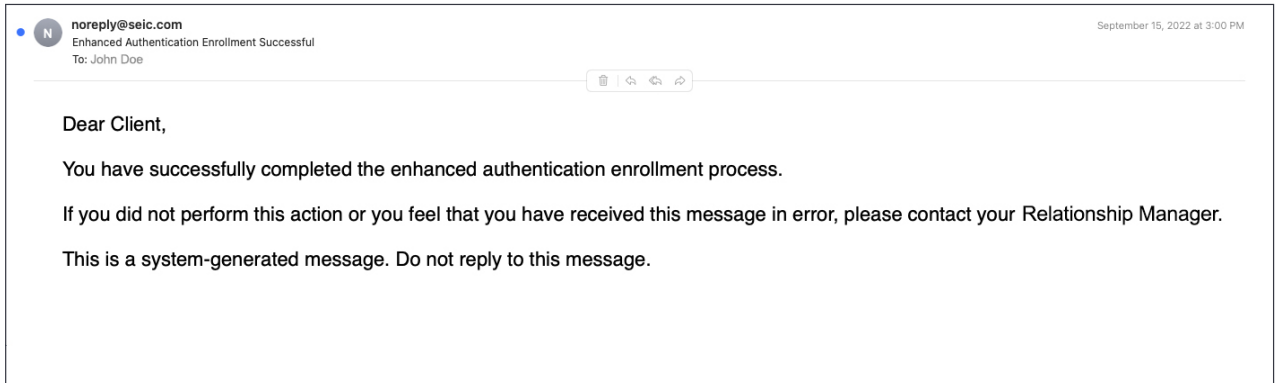 N
noreply@seic.com
September 15, 2022 at 3:00 PM
Enhanced Authentication Enrollment Successful
To: John Doe
Dear Client,
You have successfully completed the enhanced authentication enrollment process.
If you did not perform this action or you feel that you have received this message in error, please contact your Relationship Manager.
This is a system-generated message. Do not reply to this message.